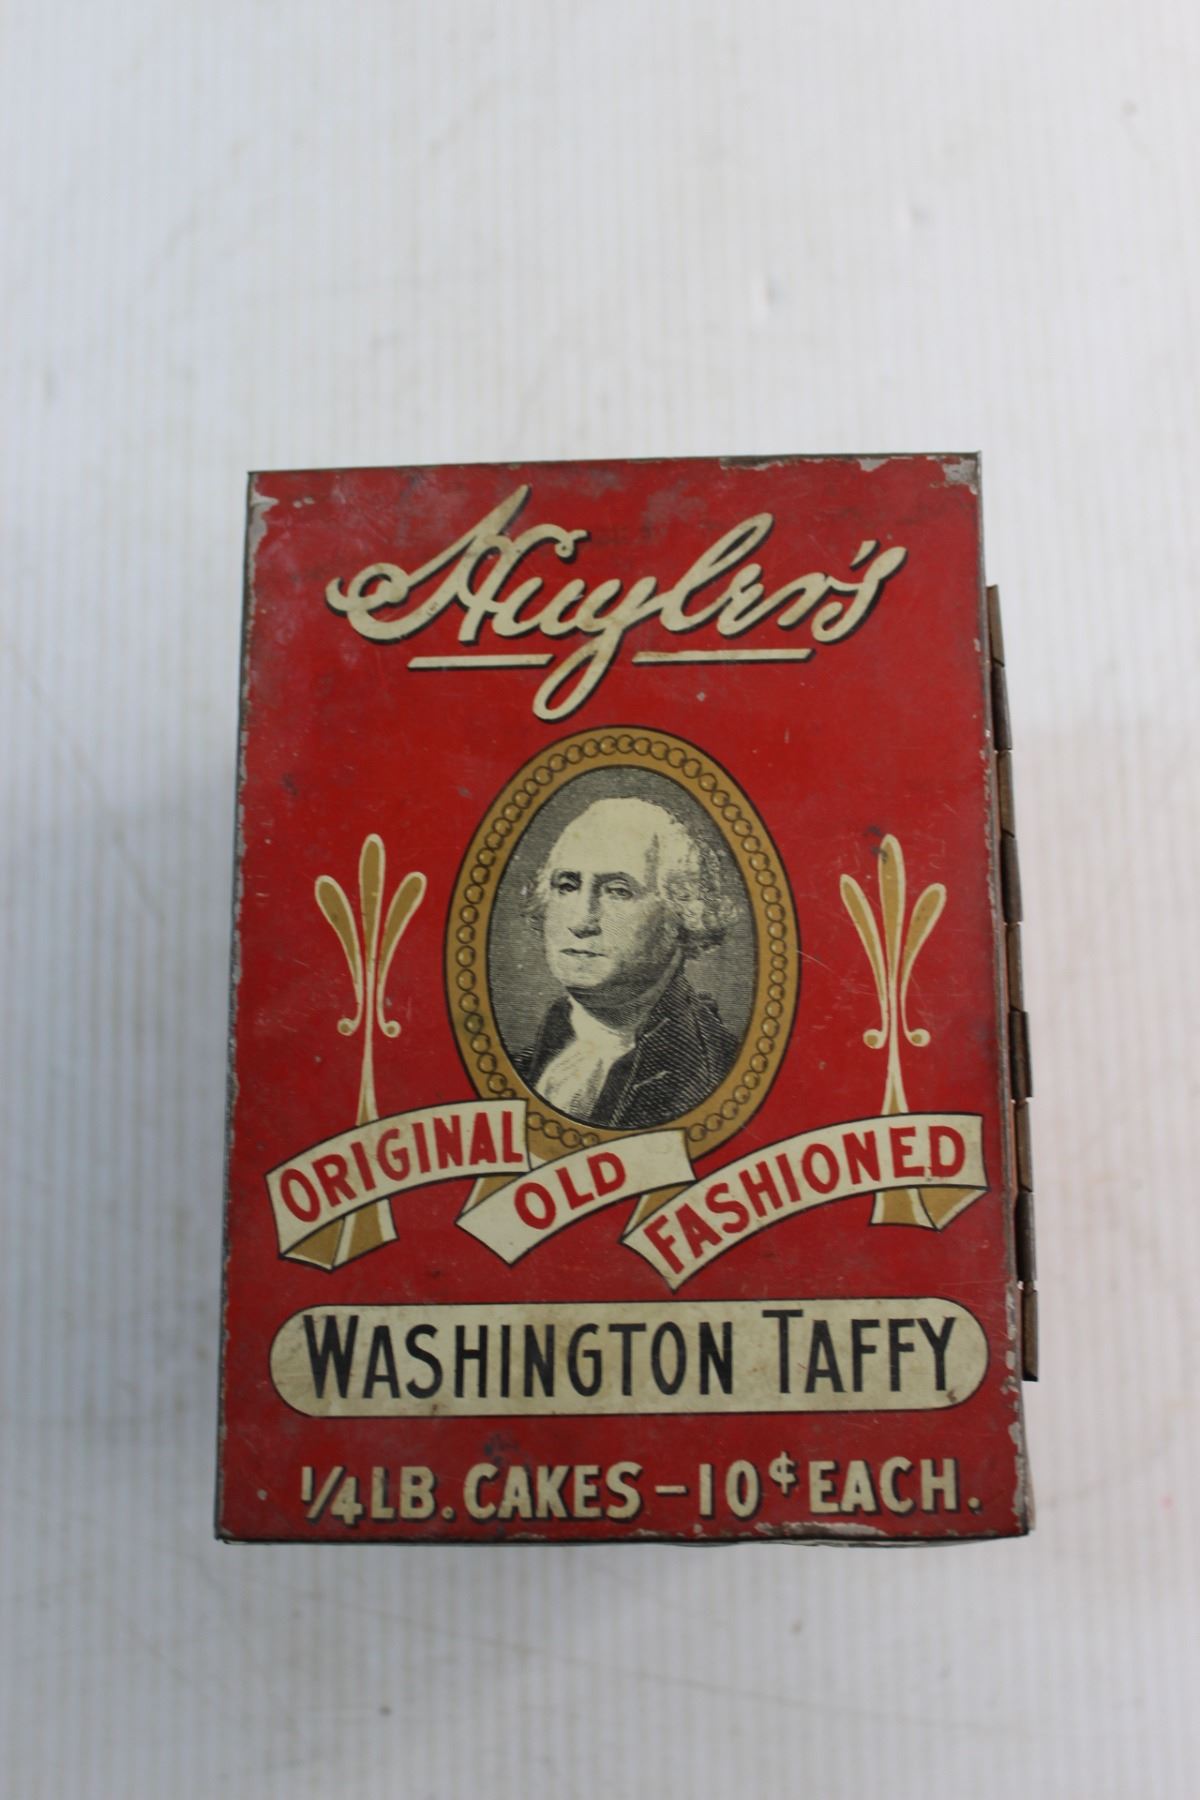 Huyler's
ORIGINAL OLD FASHIONED
WASHINGTON TAFFY
1/4 LB. CAKES - 10¢ EACH.